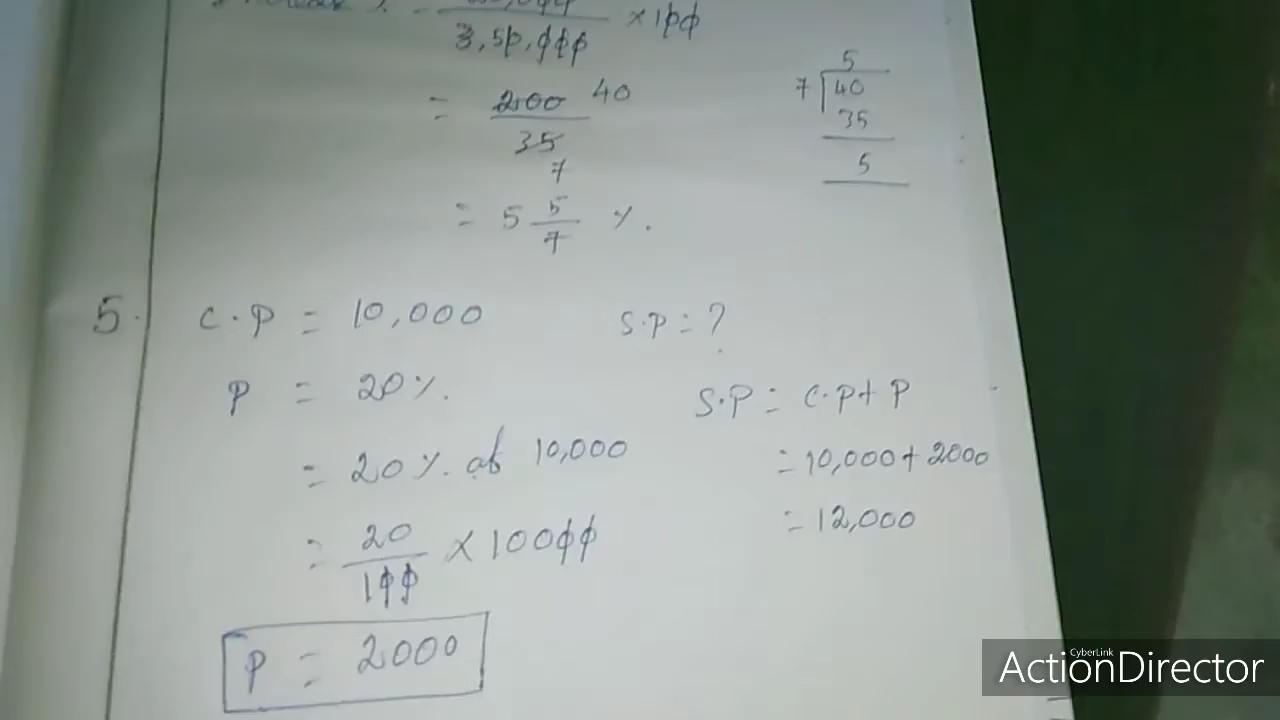 3,50,000 × 100
= 200/35 40/7
5
7 | 40
35
5
= 5 5/7 %.
5. C.P = 10,000 S.P = ?
P = 20%.
= 20%. of 10,000
= 20/100 × 10000
P = 2000
S.P = C.P + P
= 10,000 + 2000
= 12,000
CyberLink
ActionDirector